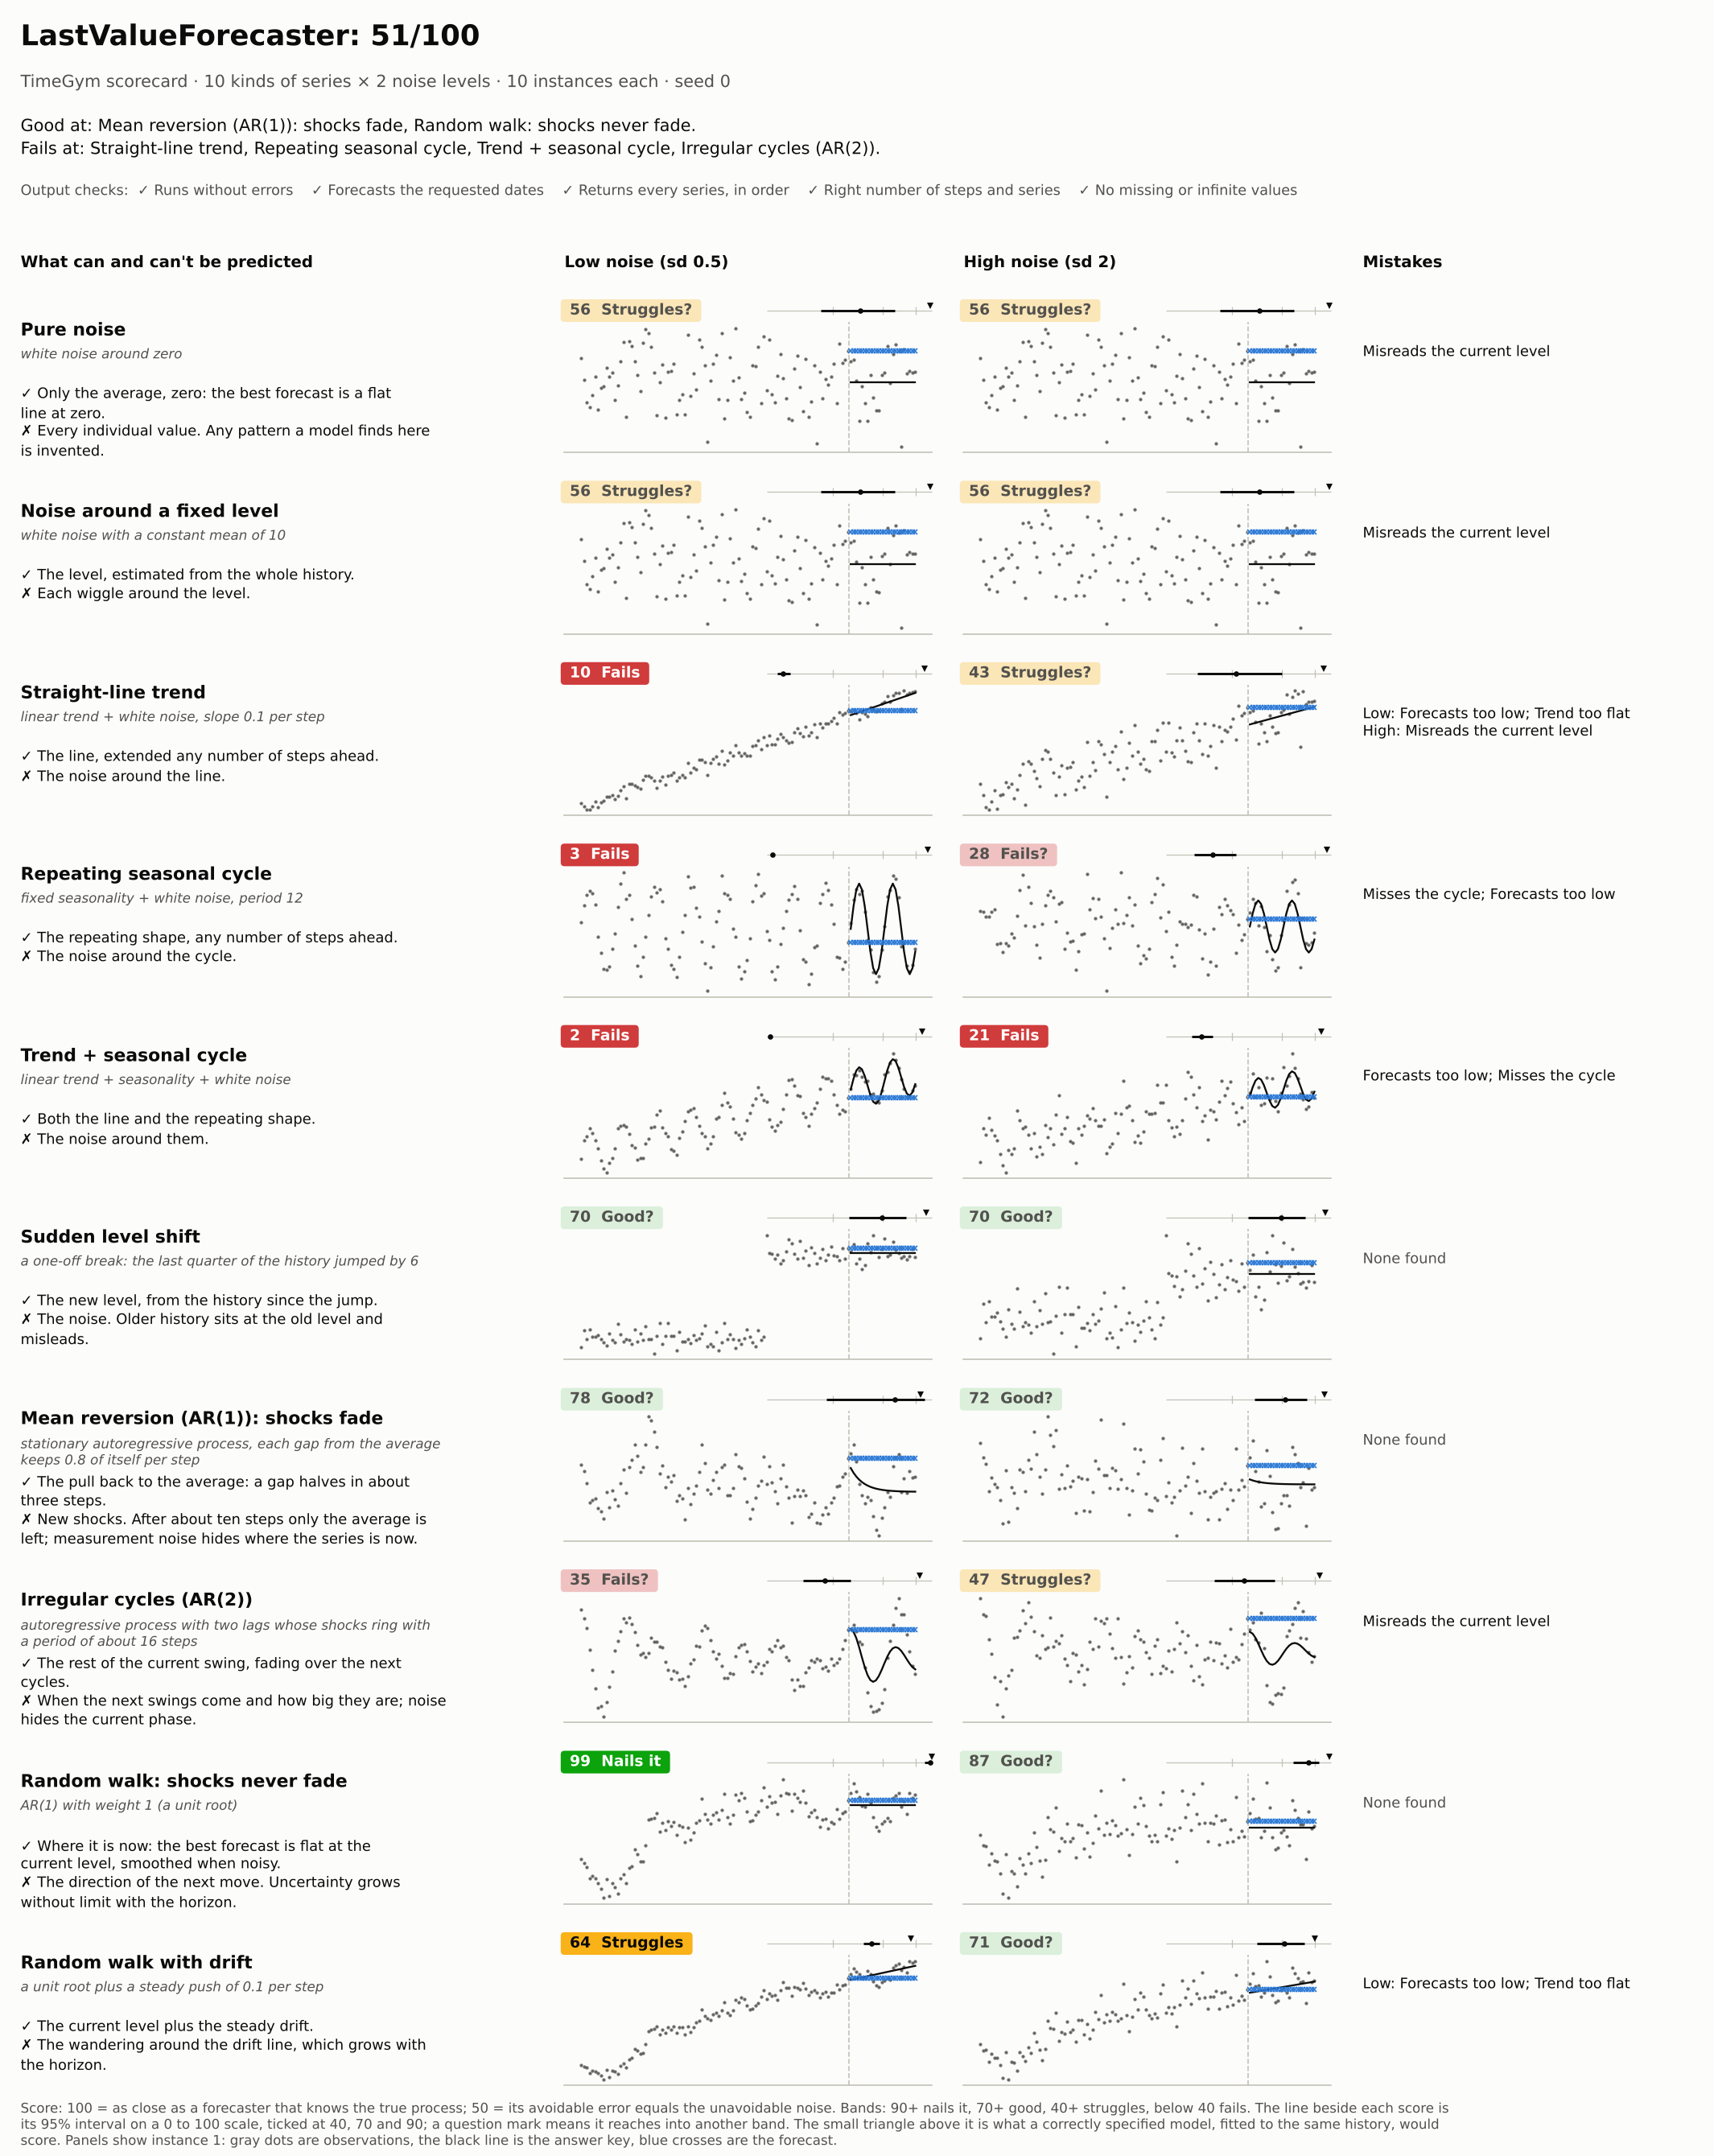 LastValueForecaster: 51/100
TimeGym scorecard · 10 kinds of series × 2 noise levels · 10 instances each · seed 0
Good at: Mean reversion (AR(1)): shocks fade, Random walk: shocks never fade.
Fails at: Straight-line trend, Repeating seasonal cycle, Trend + seasonal cycle, Irregular cycles (AR(2)).
Output checks: ✓ Runs without errors ✓ Forecasts the requested dates ✓ Returns every series, in order ✓ Right number of steps and series ✓ No missing or infinite values
What can and can't be predicted
Low noise (sd 0.5)
High noise (sd 2)
Mistakes
Pure noise
white noise around zero
✓ Only the average, zero: the best forecast is a flat
line at zero.
✗ Every individual value. Any pattern a model finds here
is invented.
56 Struggles?
56 Struggles?
Misreads the current level
Noise around a fixed level
white noise with a constant mean of 10
✓ The level, estimated from the whole history.
✗ Each wiggle around the level.
56 Struggles?
56 Struggles?
Misreads the current level
Straight-line trend
linear trend + white noise, slope 0.1 per step
✓ The line, extended any number of steps ahead.
✗ The noise around the line.
10 Fails
43 Struggles?
Low: Forecasts too low; Trend too flat
High: Misreads the current level
Repeating seasonal cycle
fixed seasonality + white noise, period 12
✓ The repeating shape, any number of steps ahead.
✗ The noise around the cycle.
3 Fails
28 Fails?
Misses the cycle; Forecasts too low
Trend + seasonal cycle
linear trend + seasonality + white noise
✓ Both the line and the repeating shape.
✗ The noise around them.
2 Fails
21 Fails
Forecasts too low; Misses the cycle
Sudden level shift
a one-off break: the last quarter of the history jumped by 6
✓ The new level, from the history since the jump.
✗ The noise. Older history sits at the old level and
misleads.
70 Good?
70 Good?
None found
Mean reversion (AR(1)): shocks fade
stationary autoregressive process, each gap from the average
keeps 0.8 of itself per step
✓ The pull back to the average: a gap halves in about
three steps.
✗ New shocks. After about ten steps only the average is
left; measurement noise hides where the series is now.
78 Good?
72 Good?
None found
Irregular cycles (AR(2))
autoregressive process with two lags whose shocks ring with
a period of about 16 steps
✓ The rest of the current swing, fading over the next
cycles.
✗ When the next swings come and how big they are; noise
hides the current phase.
35 Fails?
47 Struggles?
Misreads the current level
Random walk: shocks never fade
AR(1) with weight 1 (a unit root)
✓ Where it is now: the best forecast is flat at the
current level, smoothed when noisy.
✗ The direction of the next move. Uncertainty grows
without limit with the horizon.
99 Nails it
87 Good?
None found
Random walk with drift
a unit root plus a steady push of 0.1 per step
✓ The current level plus the steady drift.
✗ The wandering around the drift line, which grows with
the horizon.
64 Struggles
71 Good?
Low: Forecasts too low; Trend too flat
Score: 100 = as close as a forecaster that knows the true process; 50 = its avoidable error equals the unavoidable noise. Bands: 90+ nails it, 70+ good, 40+ struggles, below 40 fails. The line beside each score is
its 95% interval on a 0 to 100 scale, ticked at 40, 70 and 90; a question mark means it reaches into another band. The small triangle above it is what a correctly specified model, fitted to the same history, would
score. Panels show instance 1: gray dots are observations, the black line is the answer key, blue crosses are the forecast.